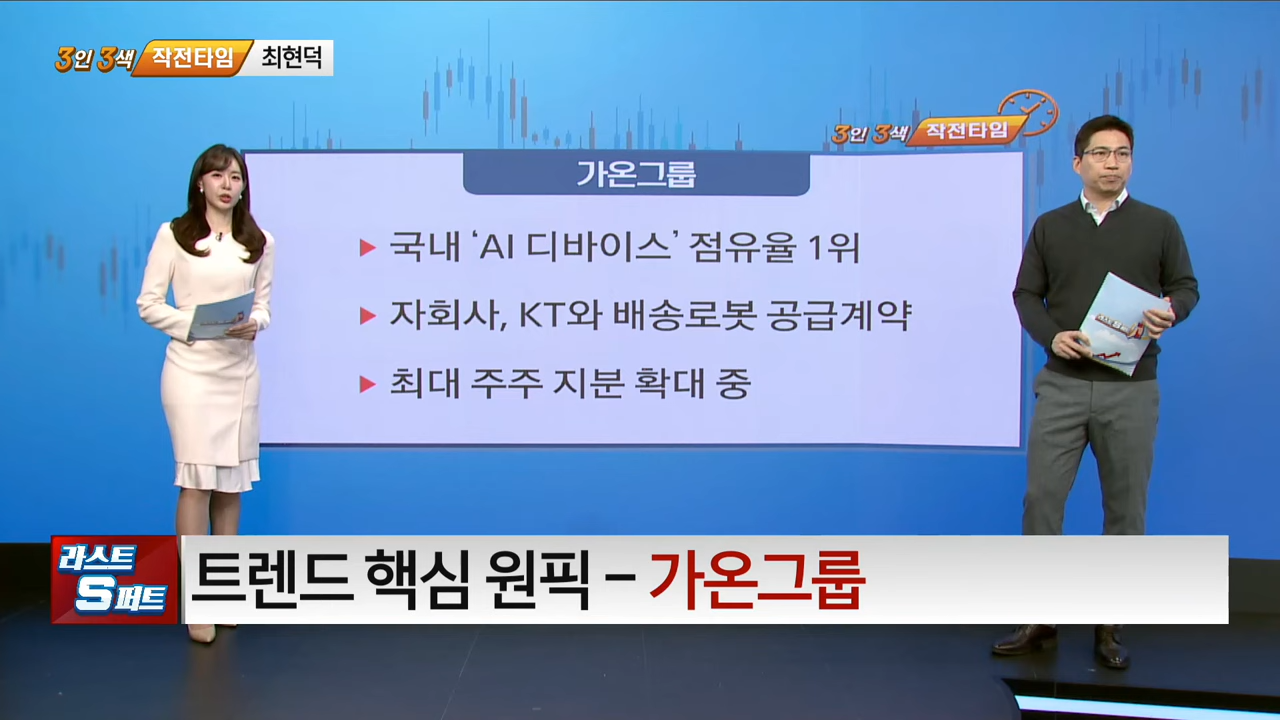 3인 3색 작전타임 최현덕
3인 3색 작전타임
가온그룹
▶ 국내 ‘AI 디바이스’ 점유율 1위
▶ 자회사, KT와 배송로봇 공급계약
▶ 최대 주주 지분 확대 중
라스트
S퍼트
트렌드 핵심 원픽 – 가온그룹